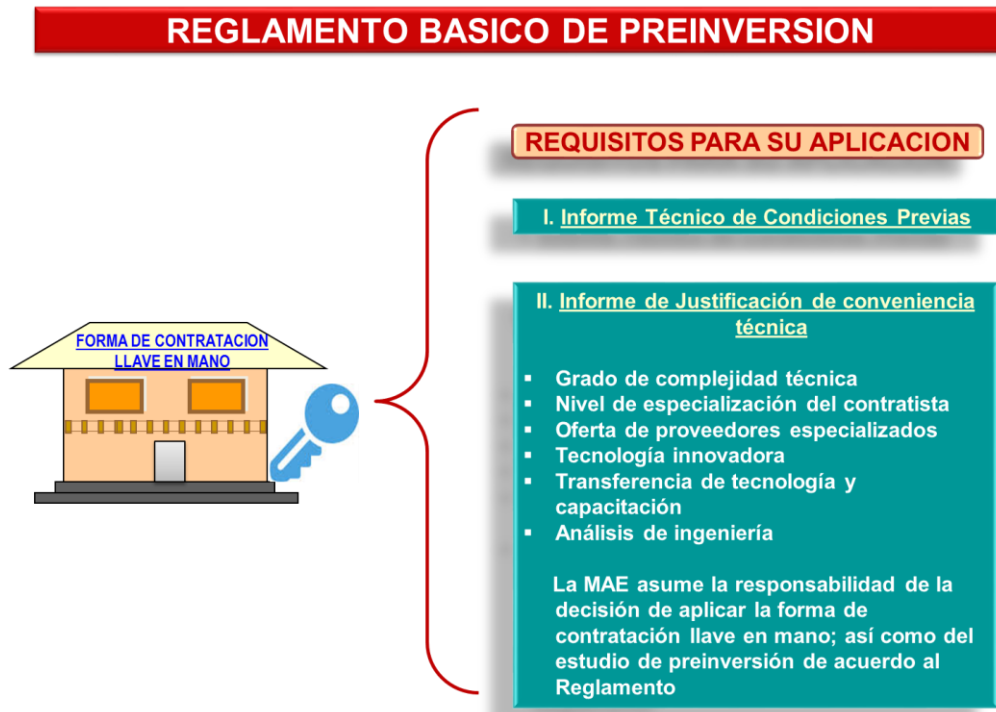 REGLAMENTO BASICO DE PREINVERSION
FORMA DE CONTRATACION
LLAVE EN MANO
REQUISITOS PARA SU APLICACION
I. Informe Técnico de Condiciones Previas
II. Informe de Justificación de conveniencia
técnica
▪ Grado de complejidad técnica
▪ Nivel de especialización del contratista
▪ Oferta de proveedores especializados
▪ Tecnología innovadora
▪ Transferencia de tecnología y
capacitación
▪ Análisis de ingeniería
La MAE asume la responsabilidad de la
decisión de aplicar la forma de
contratación llave en mano; así como del
estudio de preinversión de acuerdo al
Reglamento